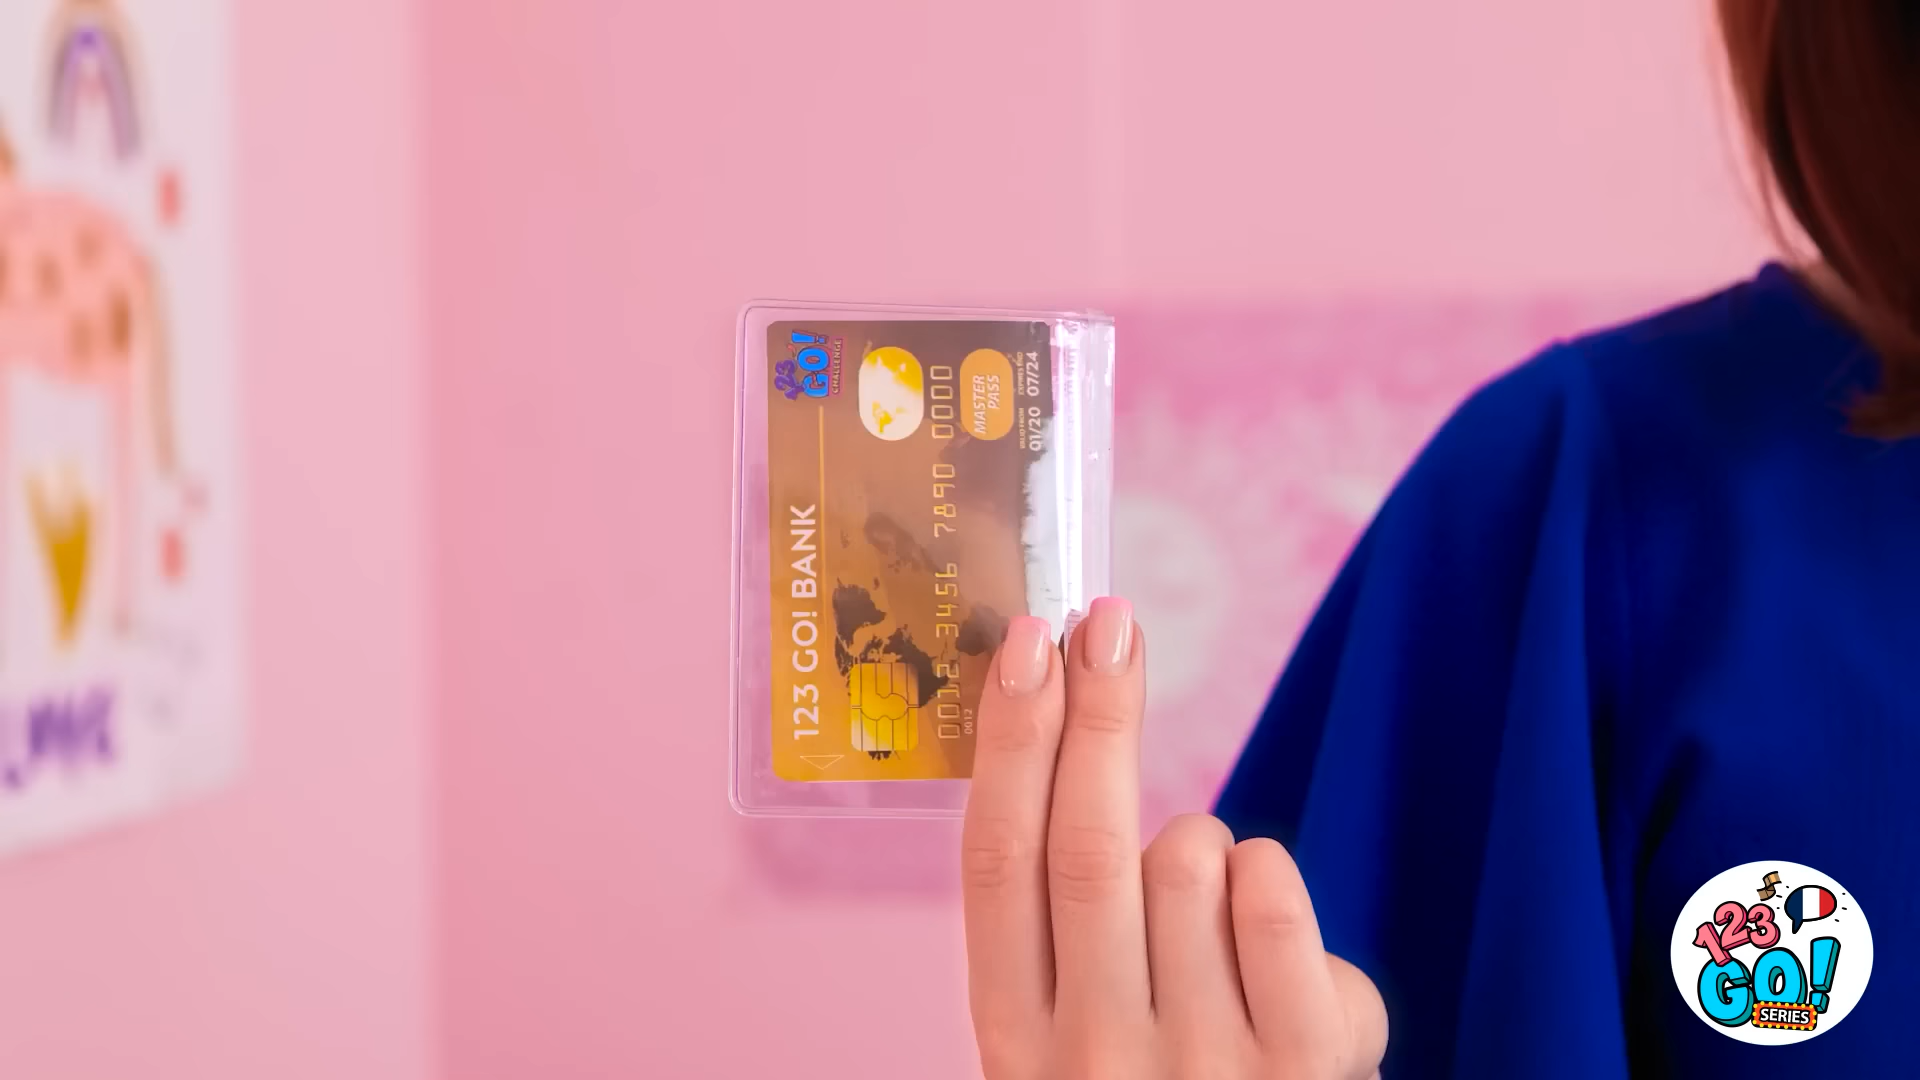 123 GO! BANK
123
GO!
CHALLENGE
0012 3456 7890 0000
0012
MASTER
PASS
VALID FROM
01/20
EXPIRES END
07/24
123
GO!
SERIES